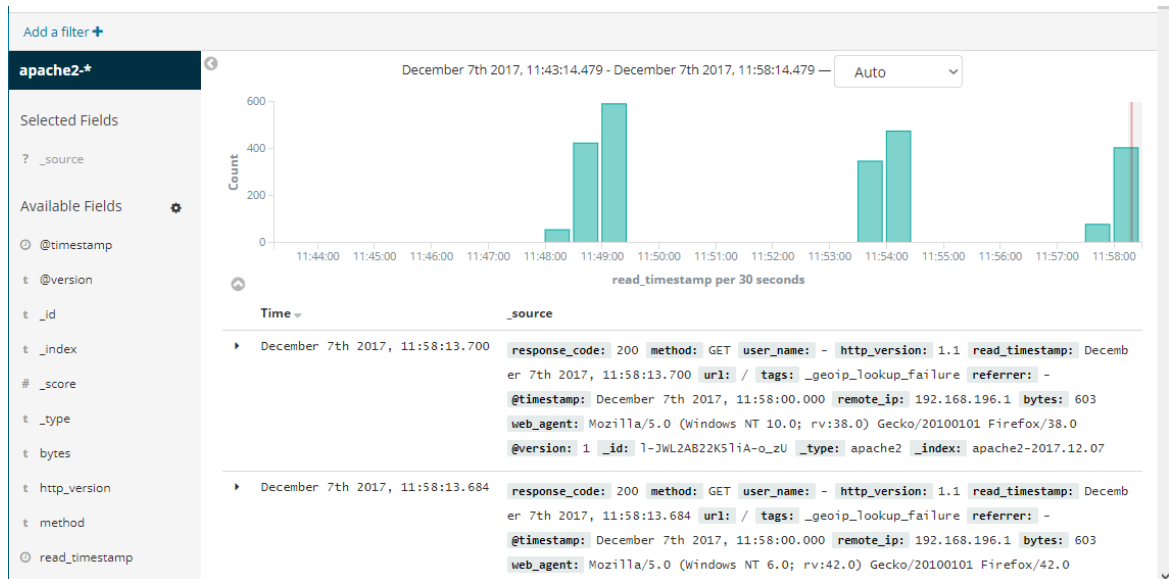 Add a filter +
apache2-*
Selected Fields
? _source
Available Fields
@timestamp
t @version
t _id
t _index
# _score
t _type
t bytes
t http_version
t method
read_timestamp
December 7th 2017, 11:43:14.479 - December 7th 2017, 11:58:14.479 — Auto
Count
600
400
200
0
11:44:00 11:45:00 11:46:00 11:47:00 11:48:00 11:49:00 11:50:00 11:51:00 11:52:00 11:53:00 11:54:00 11:55:00 11:56:00 11:57:00 11:58:00
read_timestamp per 30 seconds
Time _source
December 7th 2017, 11:58:13.700 response_code: 200 method: GET user_name: - http_version: 1.1 read_timestamp: Decemb
er 7th 2017, 11:58:13.700 url: / tags: _geoip_lookup_failure referrer: -
@timestamp: December 7th 2017, 11:58:00.000 remote_ip: 192.168.196.1 bytes: 603
web_agent: Mozilla/5.0 (Windows NT 10.0; rv:38.0) Gecko/20100101 Firefox/38.0
@version: 1 _id: l-JWL2AB22K5liA-o_zU _type: apache2 _index: apache2-2017.12.07
December 7th 2017, 11:58:13.684 response_code: 200 method: GET user_name: - http_version: 1.1 read_timestamp: Decemb
er 7th 2017, 11:58:13.684 url: / tags: _geoip_lookup_failure referrer: -
@timestamp: December 7th 2017, 11:58:00.000 remote_ip: 192.168.196.1 bytes: 603
web_agent: Mozilla/5.0 (Windows NT 6.0; rv:42.0) Gecko/20100101 Firefox/42.0